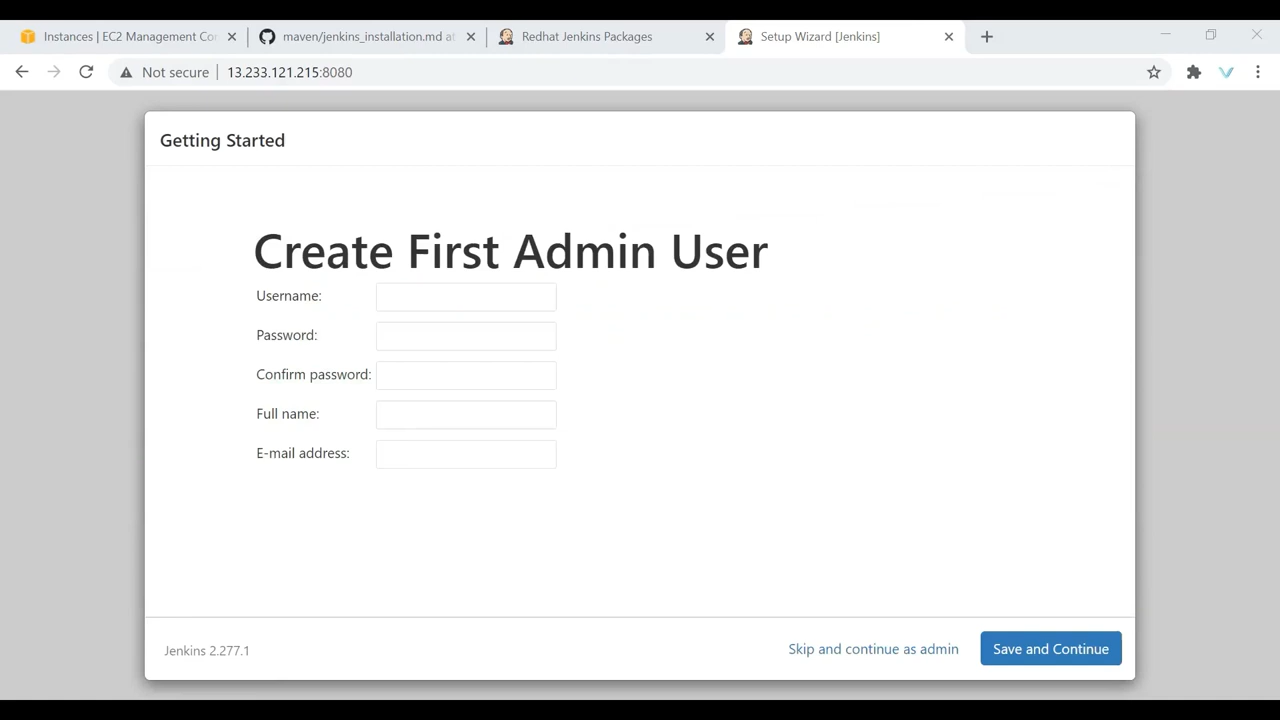 Instances | EC2 Management Co
maven/jenkins_installation.md at
Redhat Jenkins Packages
Setup Wizard [Jenkins]
Not secure
13.233.121.215:8080
Getting Started
Create First Admin User
Username:
Password:
Confirm password:
Full name:
E-mail address:
Jenkins 2.277.1
Skip and continue as admin
Save and Continue